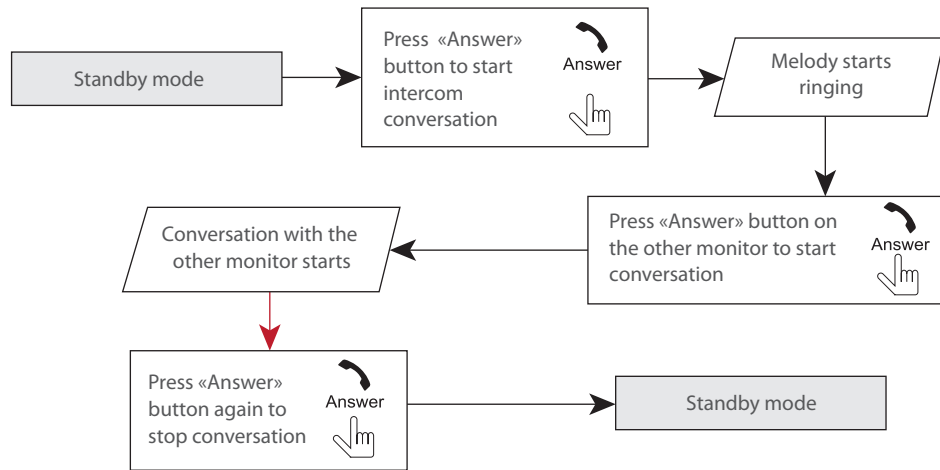 Standby mode
Press «Answer»
button to start
intercom
conversation
Answer
Melody starts
ringing
Press «Answer» button on
the other monitor to start
conversation
Answer
Conversation with the
other monitor starts
Press «Answer»
button again to
stop conversation
Answer
Standby mode